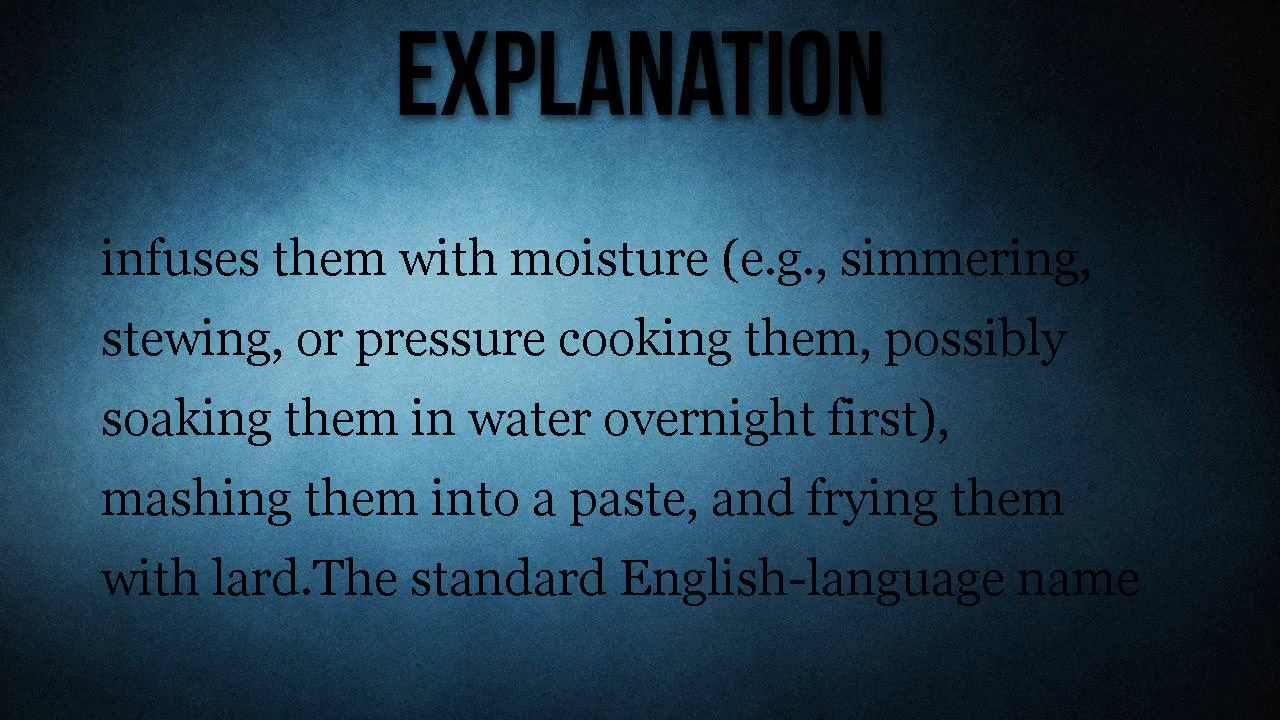 EXPLANATION
infuses them with moisture (e.g., simmering,
stewing, or pressure cooking them, possibly
soaking them in water overnight first),
mashing them into a paste, and frying them
with lard.The standard English-language name